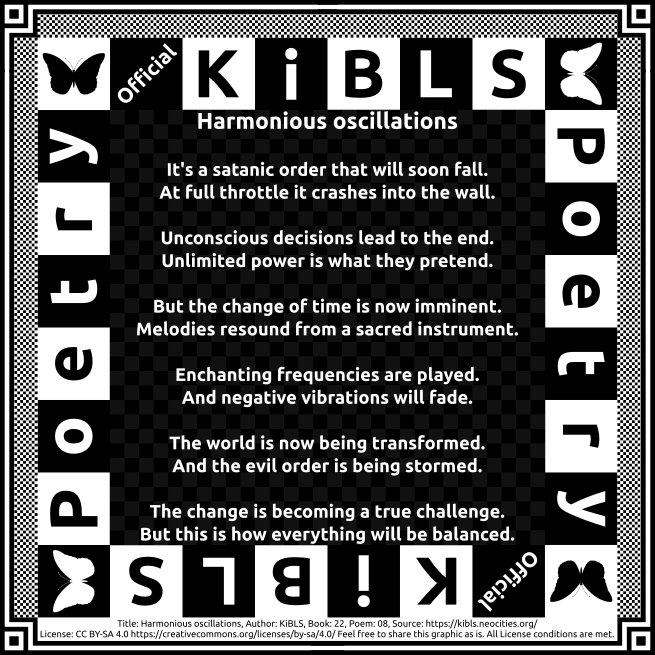 Official KiBLS
Poetry
Poetry
Harmonious oscillations
It's a satanic order that will soon fall.
At full throttle it crashes into the wall.
Unconscious decisions lead to the end.
Unlimited power is what they pretend.
But the change of time is now imminent.
Melodies resound from a sacred instrument.
Enchanting frequencies are played.
And negative vibrations will fade.
The world is now being transformed.
And the evil order is being stormed.
The change is becoming a true challenge.
But this is how everything will be balanced.
Official KiBLS
Title: Harmonious oscillations, Author: KiBLS, Book: 22, Poem: 08, Source: https://kibls.neocities.org/
License: CC BY-SA 4.0 https://creativecommons.org/licenses/by-sa/4.0/ Feel free to share this graphic as is. All License conditions are met.